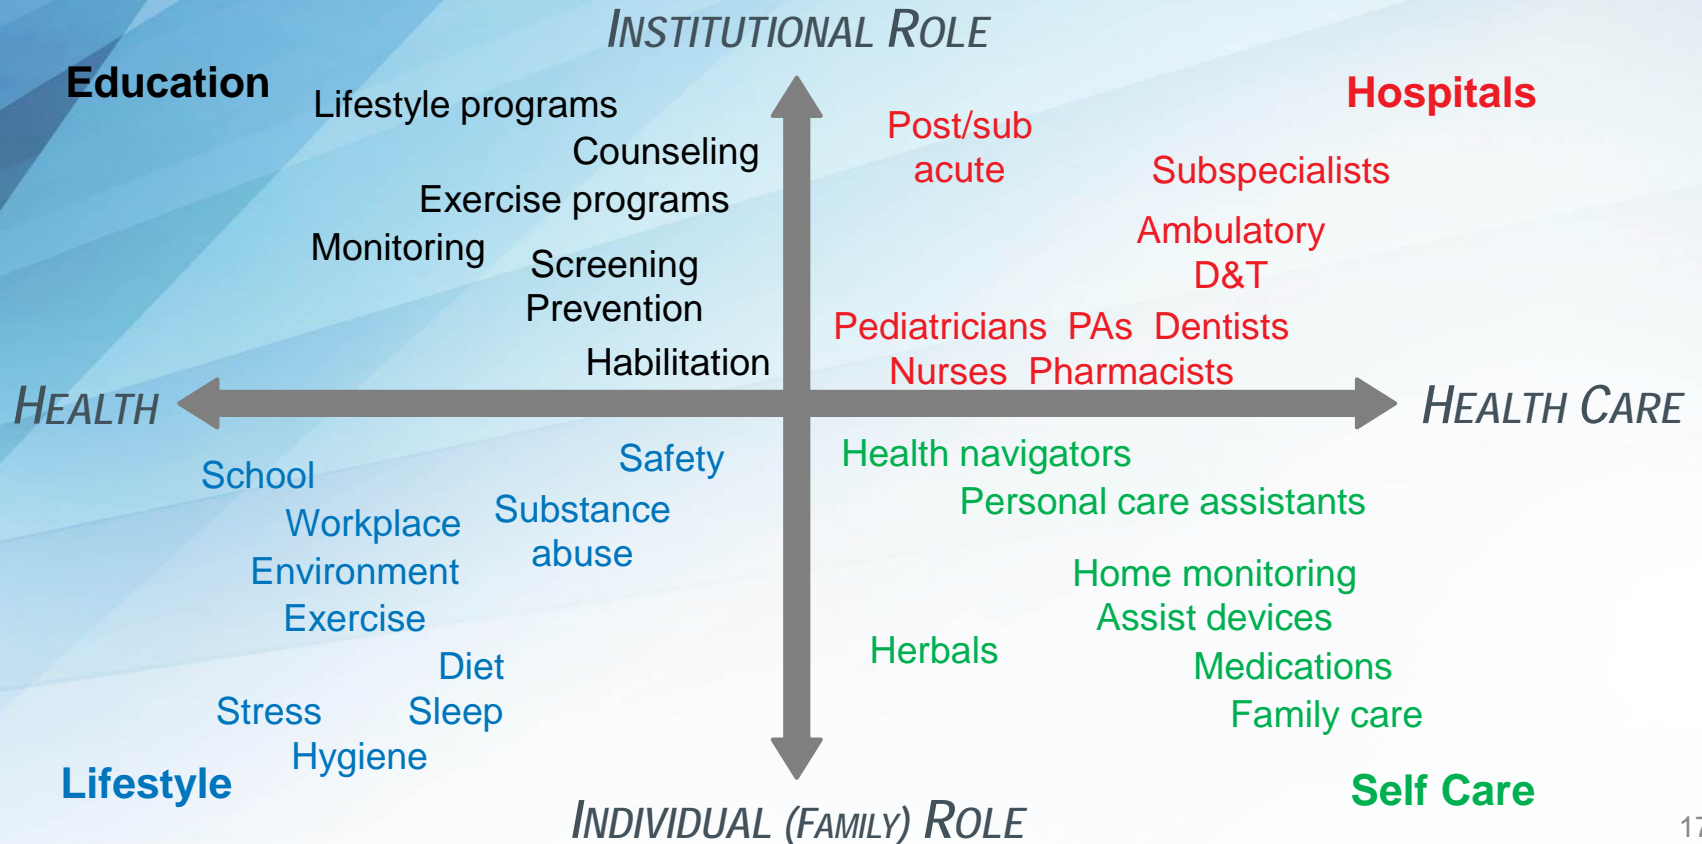 INSTITUTIONAL ROLE
Education
Lifestyle programs
Counseling
Exercise programs
Monitoring
Screening
Prevention
Habilitation
Hospitals
Post/sub
acute
Subspecialists
Ambulatory
D&T
Pediatricians PAs Dentists
Nurses Pharmacists
HEALTH
HEALTH CARE
School
Safety
Workplace
Substance
abuse
Environment
Exercise
Diet
Stress
Sleep
Hygiene
Lifestyle
Health navigators
Personal care assistants
Home monitoring
Assist devices
Herbals
Medications
Family care
Self Care
INDIVIDUAL (FAMILY) ROLE
17